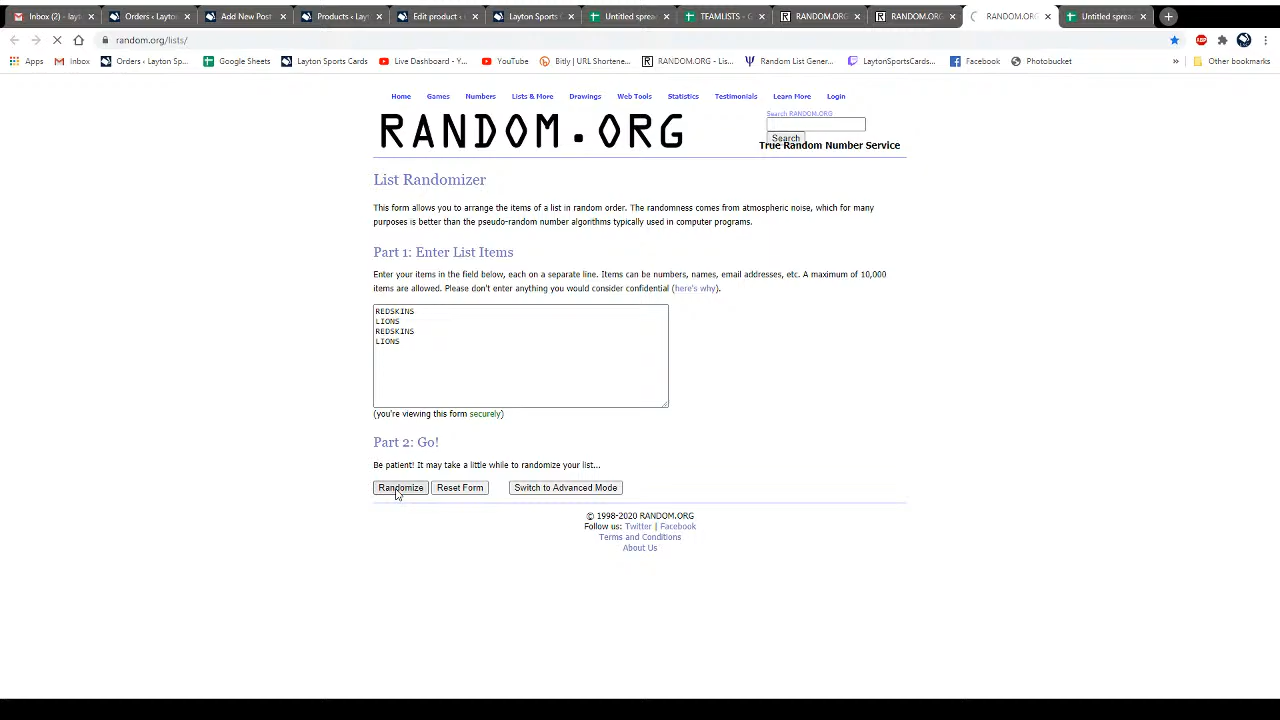 Inbox (2) - layt
Orders ‹ Layto
Add New Post
Products ‹ Layt
Edit product ‹
Layton Sports C
Untitled sprea
TEAMLISTS - G
RANDOM.ORG
RANDOM.ORG
RANDOM.ORG
Untitled spread
random.org/lists/
Apps
Inbox
Orders ‹ Layton Sp...
Google Sheets
Layton Sports Cards
Live Dashboard - Y...
YouTube
Bitly | URL Shortene...
RANDOM.ORG - Lis...
Random List Gener...
LaytonSportsCards...
Facebook
Photobucket
»
Other bookmarks
Home Games Numbers Lists & More Drawings Web Tools Statistics Testimonials Learn More Login
RANDOM.ORG
Search RANDOM.ORG
Search
True Random Number Service
List Randomizer
This form allows you to arrange the items of a list in random order. The randomness comes from atmospheric noise, which for many
purposes is better than the pseudo-random number algorithms typically used in computer programs.
Part 1: Enter List Items
Enter your items in the field below, each on a separate line. Items can be numbers, names, email addresses, etc. A maximum of 10,000
items are allowed. Please don't enter anything you would consider confidential (here's why).
REDSKINS
LIONS
REDSKINS
LIONS
(you're viewing this form securely)
Part 2: Go!
Be patient! It may take a little while to randomize your list...
Randomize Reset Form Switch to Advanced Mode
© 1998-2020 RANDOM.ORG
Follow us: Twitter | Facebook
Terms and Conditions
About Us